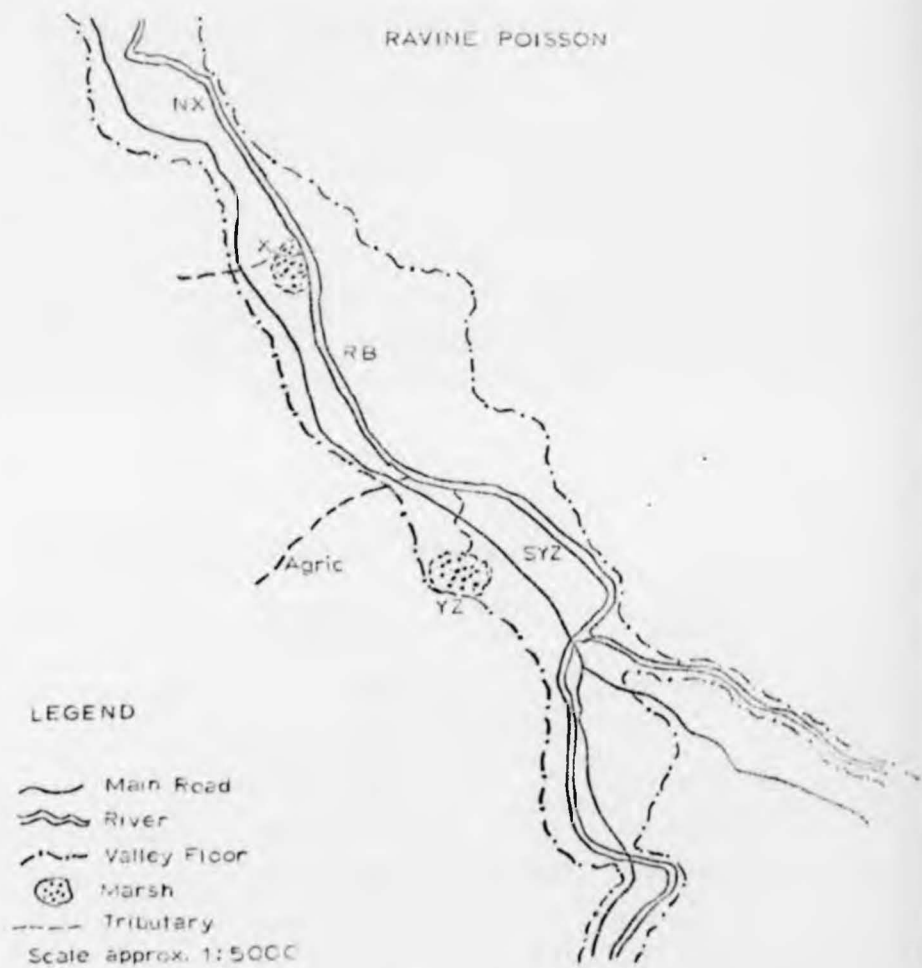 RAVINE POISSON
NX
X
RB
SYZ
Agric
YZ
LEGEND
Main Road
River
Valley Floor
Marsh
Tributary
Scale approx. 1:5000